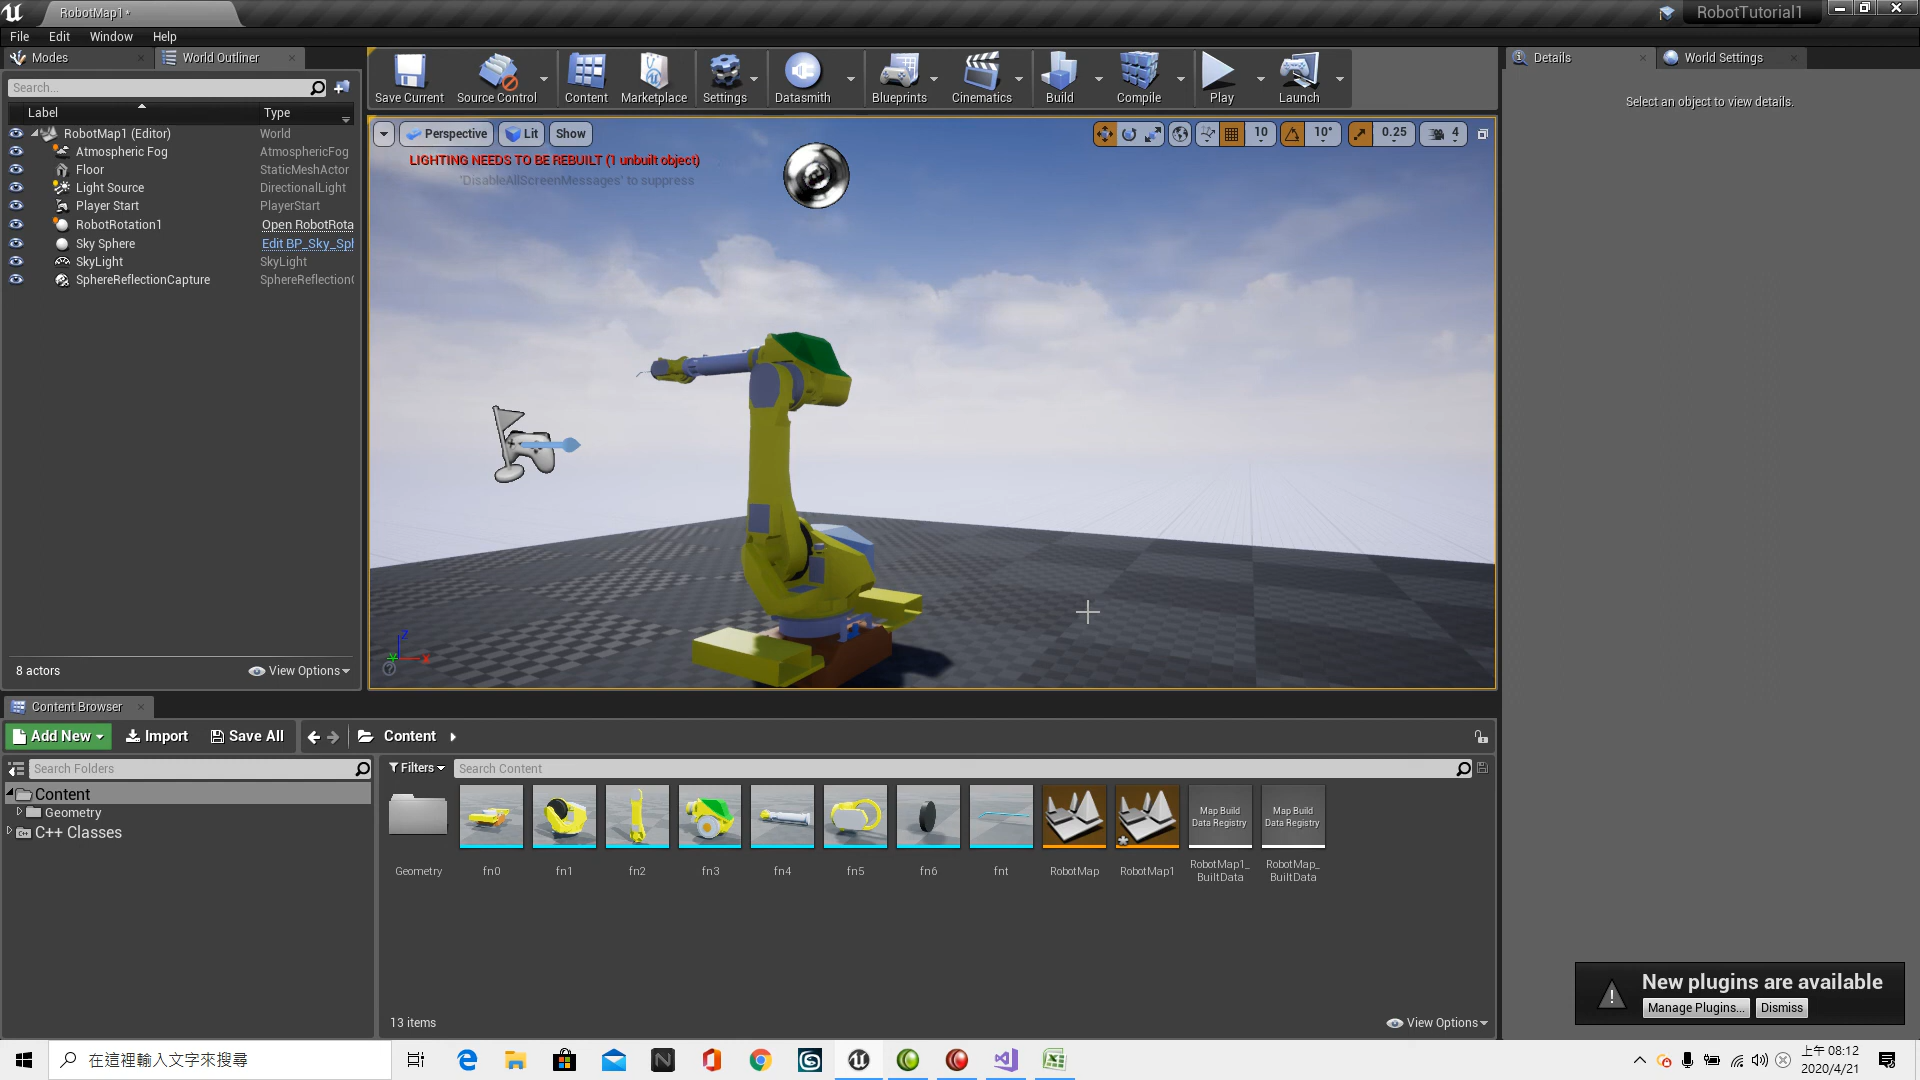 RobotMap1*
RobotTutorial1
File Edit Window Help
Modes
World Outliner
Search...
Label Type
RobotMap1 (Editor) World
Atmospheric Fog AtmosphericFog
Floor StaticMeshActor
Light Source DirectionalLight
Player Start PlayerStart
RobotRotation1 Open RobotRota
Sky Sphere Edit BP_Sky_Sph
SkyLight SkyLight
SphereReflectionCapture SphereReflection
8 actors
View Options
Save Current
Source Control
Content
Marketplace
Settings
Datasmith
Blueprints
Cinematics
Build
Compile
Play
Launch
Perspective
Lit
Show
10
10°
0.25
4
LIGHTING NEEDS TO BE REBUILT (1 unbuilt object)
'DisableAllScreenMessages' to suppress
Z
Y
X
Details
World Settings
Select an object to view details.
Content Browser
Add New
Import
Save All
Content
Search Folders
Content
Geometry
C++ Classes
Filters
Search Content
Map Build
Data Registry
Map Build
Data Registry
Geometry
fn0
fn1
fn2
fn3
fn4
fn5
fn6
fnt
RobotMap
RobotMap1
RobotMap1_
BuiltData
RobotMap_
BuiltData
13 items
View Options
New plugins are available
Manage Plugins...
Dismiss
在這裡輸入文字來搜尋
上午 08:12
2020/4/21